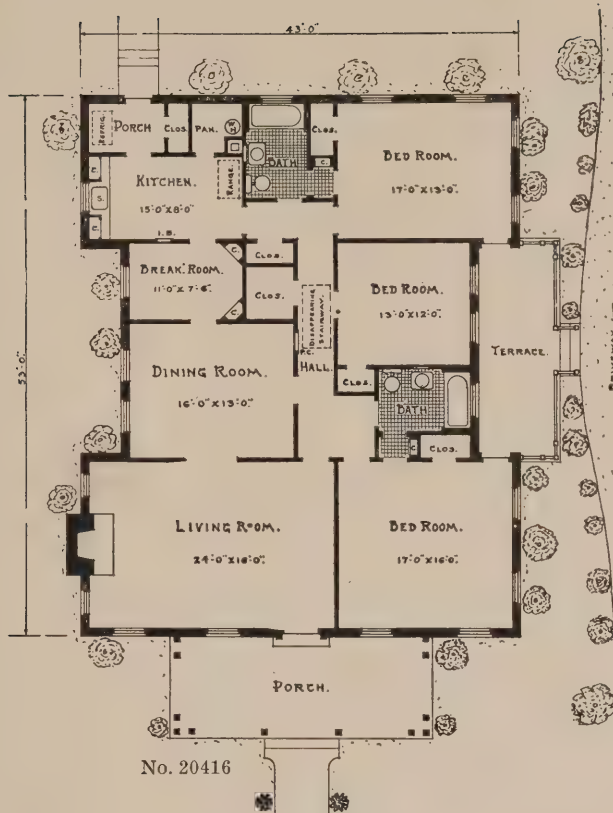 43'-0"
53'-0"
REFRIG.
PORCH
CLOS.
PAN.
C.
S.
C.
KITCHEN.
15'-0"X8'-0"
RANGE.
I.B.
BATH
CLOS.
C.
BED ROOM.
17'-0"X13'-0"
BREAK. ROOM.
11'-0"X7'-6"
C.
C.
CLOS.
CLOS.
DISAPPEARING
STAIRWAY.
BED ROOM.
13'-0"X12'-0"
TERRACE.
DINING ROOM.
16'-0"X13'-0"
HALL.
CLOS.
BATH
C.
CLOS.
LIVING ROOM.
24'-0"X16'-0"
BED ROOM.
17'-0"X16'-0"
PORCH.
No. 20416